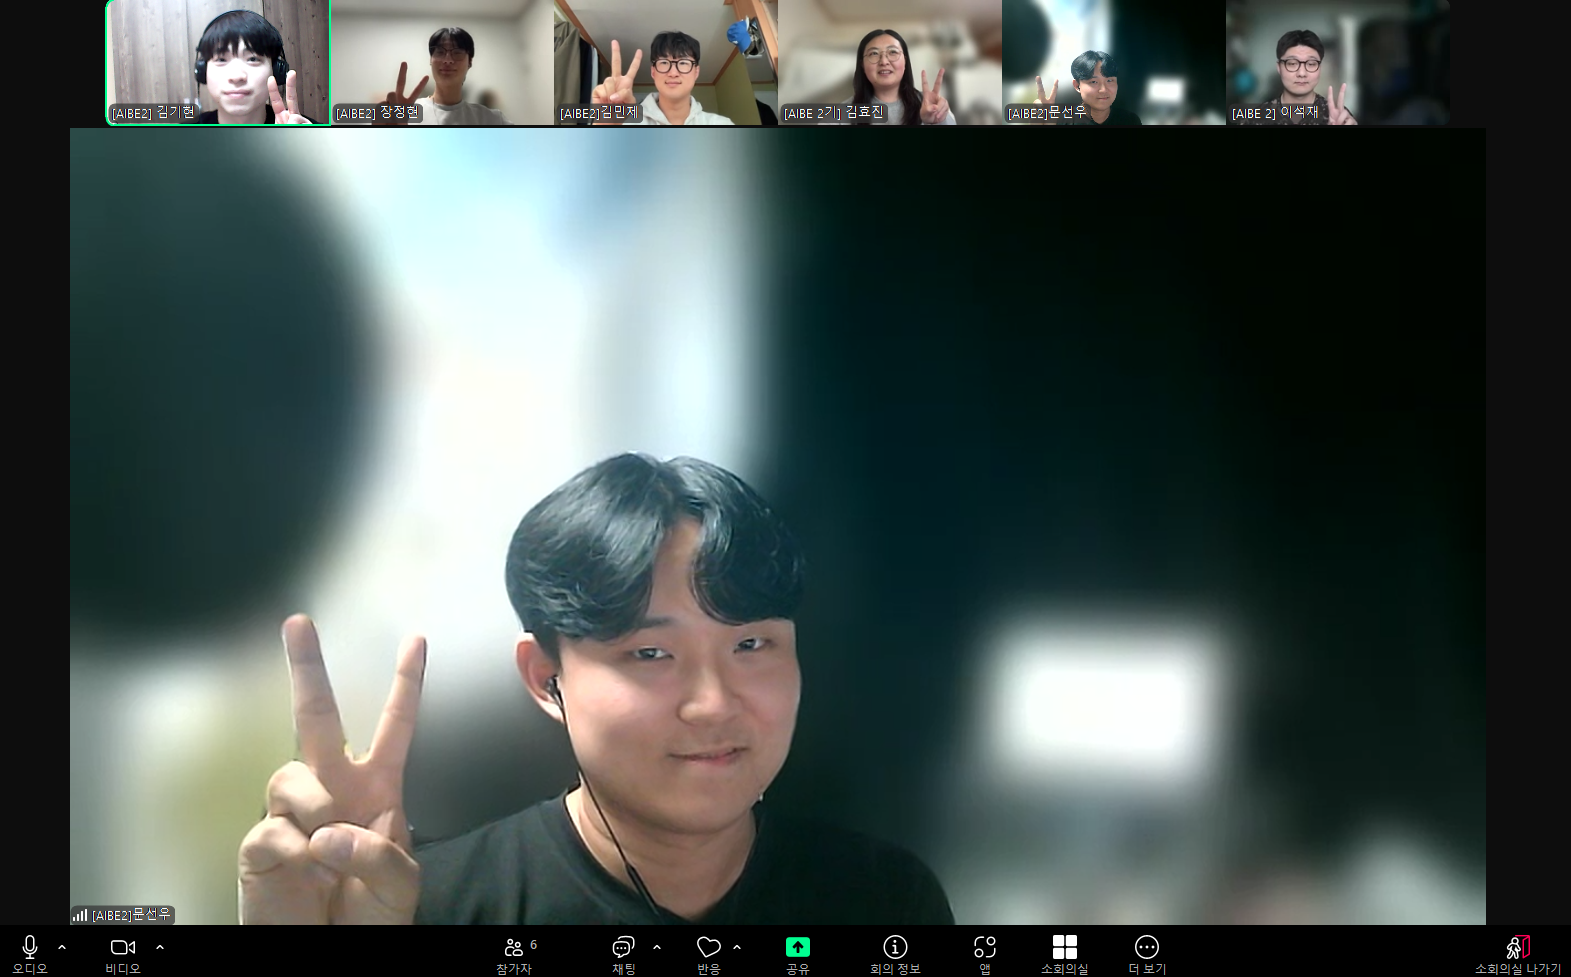 [AIBE2] 김기현
[AIBE2] 장정현
[AIBE2]김민제
[AIBE 2기] 김효진
[AIBE2]문선우
[AIBE 2] 이석재
[AIBE2]문선우
오디오
비디오
6
참가자
채팅
반응
공유
회의 정보
앱
소회의실
더 보기
소회의실 나가기